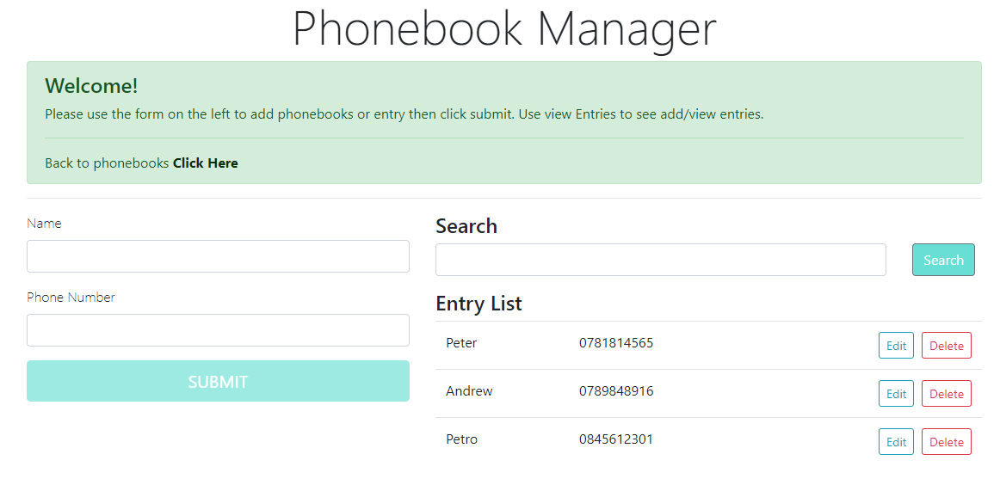 Phonebook Manager
Welcome!
Please use the form on the left to add phonebooks or entry then click submit. Use view Entries to see add/view entries.
Back to phonebooks Click Here
Name
Phone Number
SUBMIT
Search
Search
Entry List
Peter 0781814565 Edit Delete
Andrew 0789848916 Edit Delete
Petro 0845612301 Edit Delete